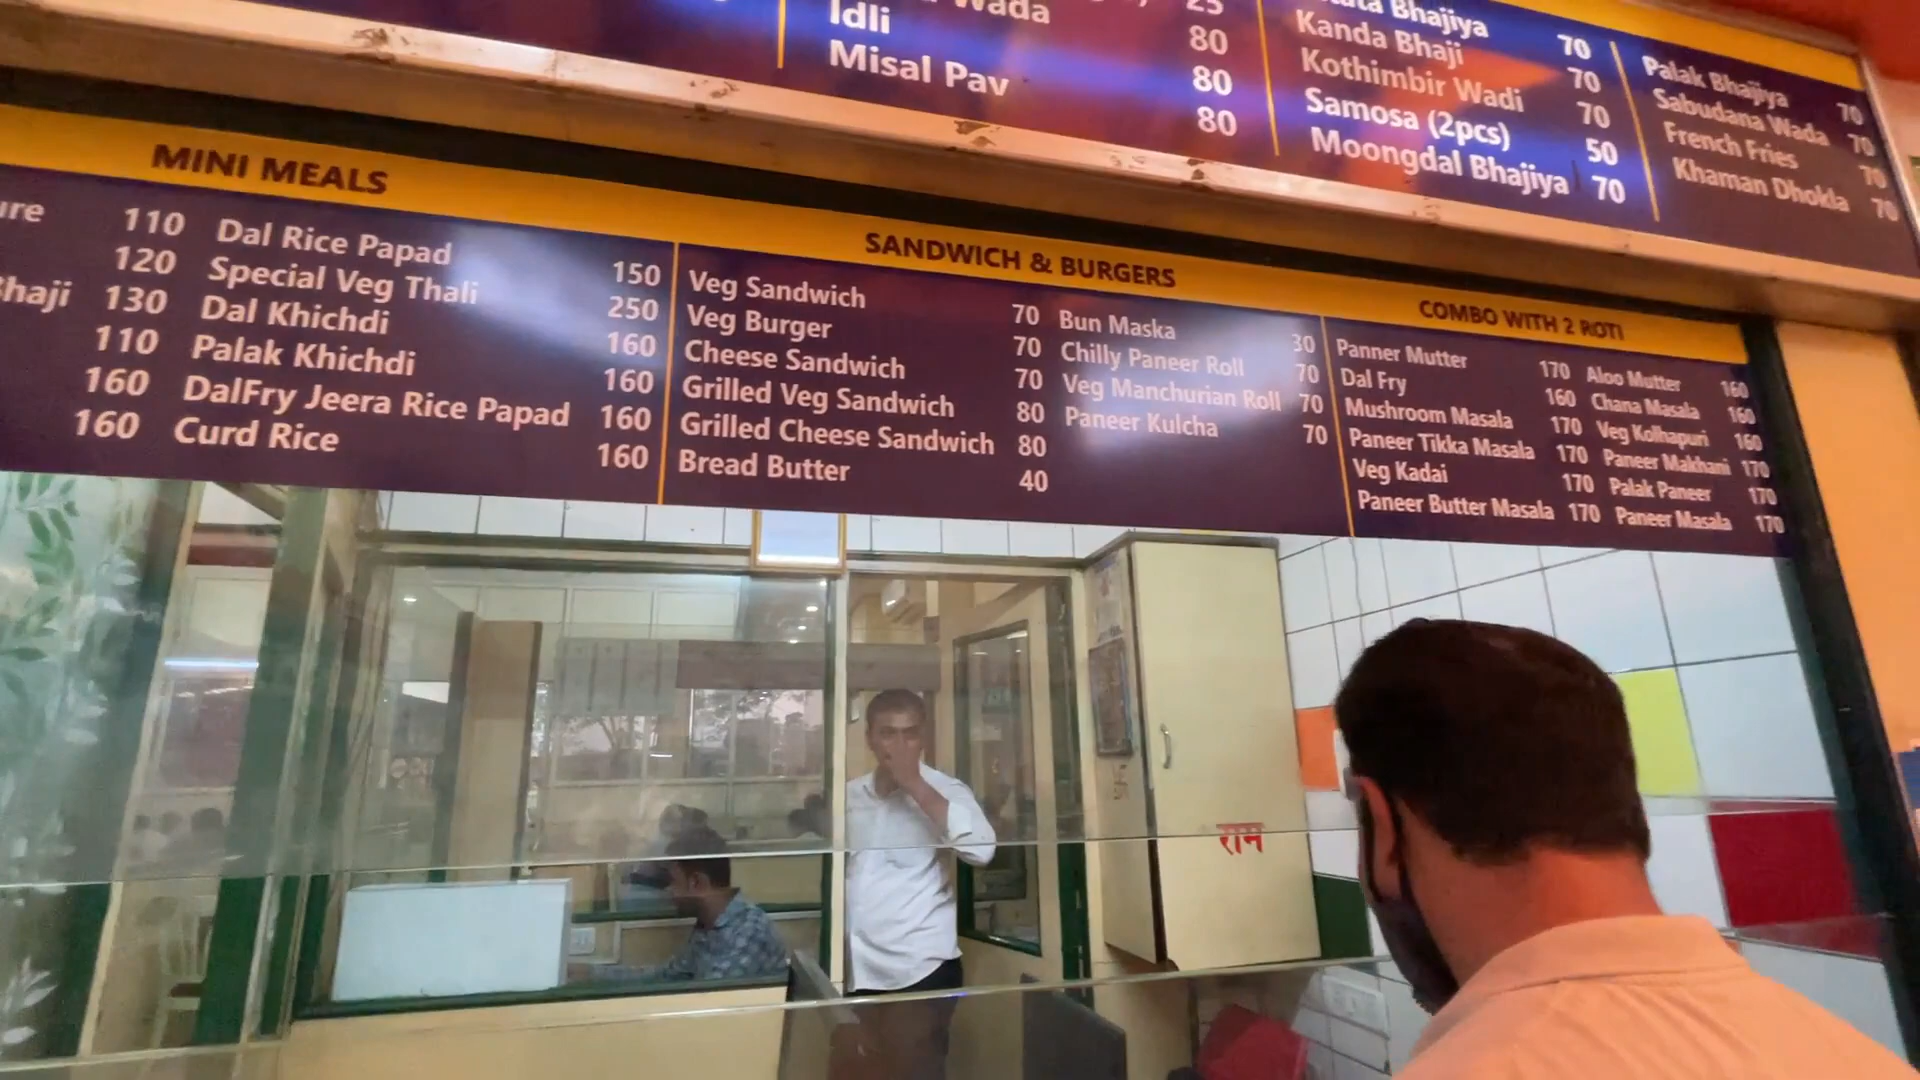 Wada 25
Idli 80
Misal Pav 80
80
Bhajiya 70
Kanda Bhaji 70
Kothimbir Wadi 70
Samosa (2pcs) 50
Moongdal Bhajiya 70
Palak Bhajjiya 70
Sabudana Wada 70
French Fries 70
Khaman Dhokla 70
MINI MEALS
110
120
130
110
160
160
Dal Rice Papad 150
Special Veg Thali 250
Dal Khichdi 160
Palak Khichdi 160
DalFry Jeera Rice Papad 160
Curd Rice 160
SANDWICH & BURGERS
Veg Sandwich 70
Veg Burger 70
Cheese Sandwich 70
Grilled Veg Sandwich 80
Grilled Cheese Sandwich 80
Bread Butter 40
Bun Maska 30
Chilly Paneer Roll 70
Veg Manchurian Roll 70
Paneer Kulcha 70
COMBO WITH 2 ROTI
Panner Mutter 170
Dal Fry 160
Mushroom Masala 170
Paneer Tikka Masala 170
Veg Kadai 170
Paneer Butter Masala 170
Aloo Mutter 160
Chana Masala 160
Veg Kolhapuri 160
Paneer Makhani 170
Palak Paneer 170
Paneer Masala 170
राम